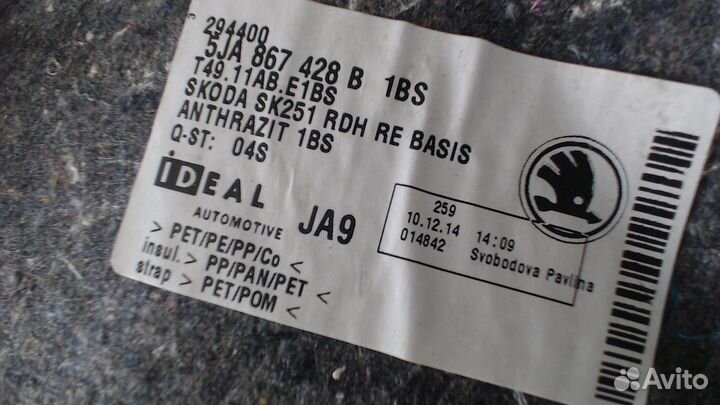 294400
5JA 867 428 B 1BS
T49.11AB.E1BS
SKODA SK251 RDH RE BASIS
ANTHRAZIT 1BS
Q-ST: 04S
iDEAL
AUTOMOTIVE
JA9
259
10.12.14 14:09
014842 Svobodova Pavlina
> PET/PE/PP/Co <
insul. > PP/PAN/PET <
strap > PET/POM <
Avito